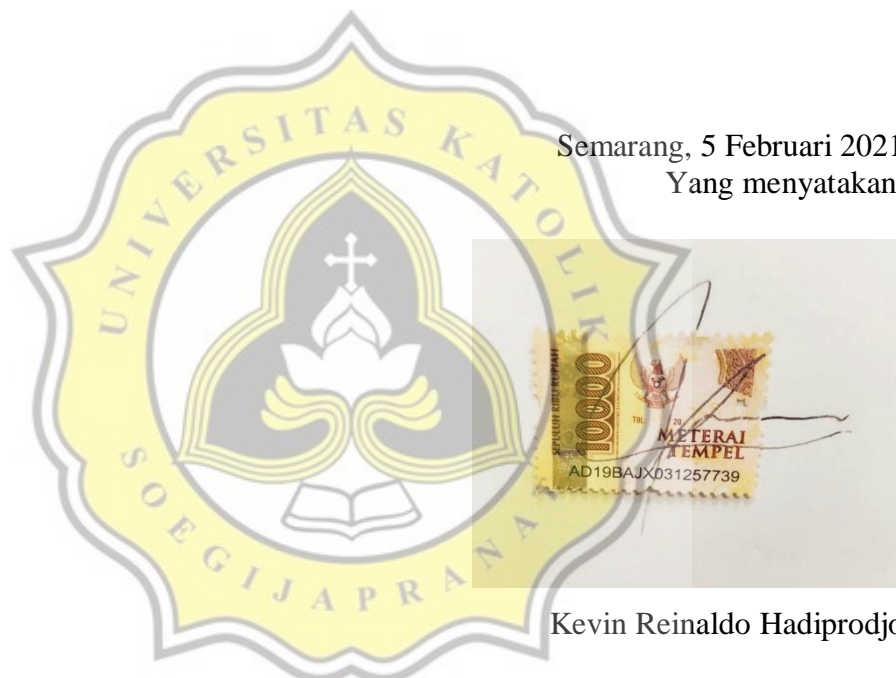 UNIVERSITAS KATOLIK
SOEGIJAPRANATA
Semarang, 5 Februari 2021
Yang menyatakan
SEPULUH RIBU RUPIAH
10000
TBL 20
METERAI
TEMPEL
AD19BAJX031257739
Kevin Reinaldo Hadiprodjo